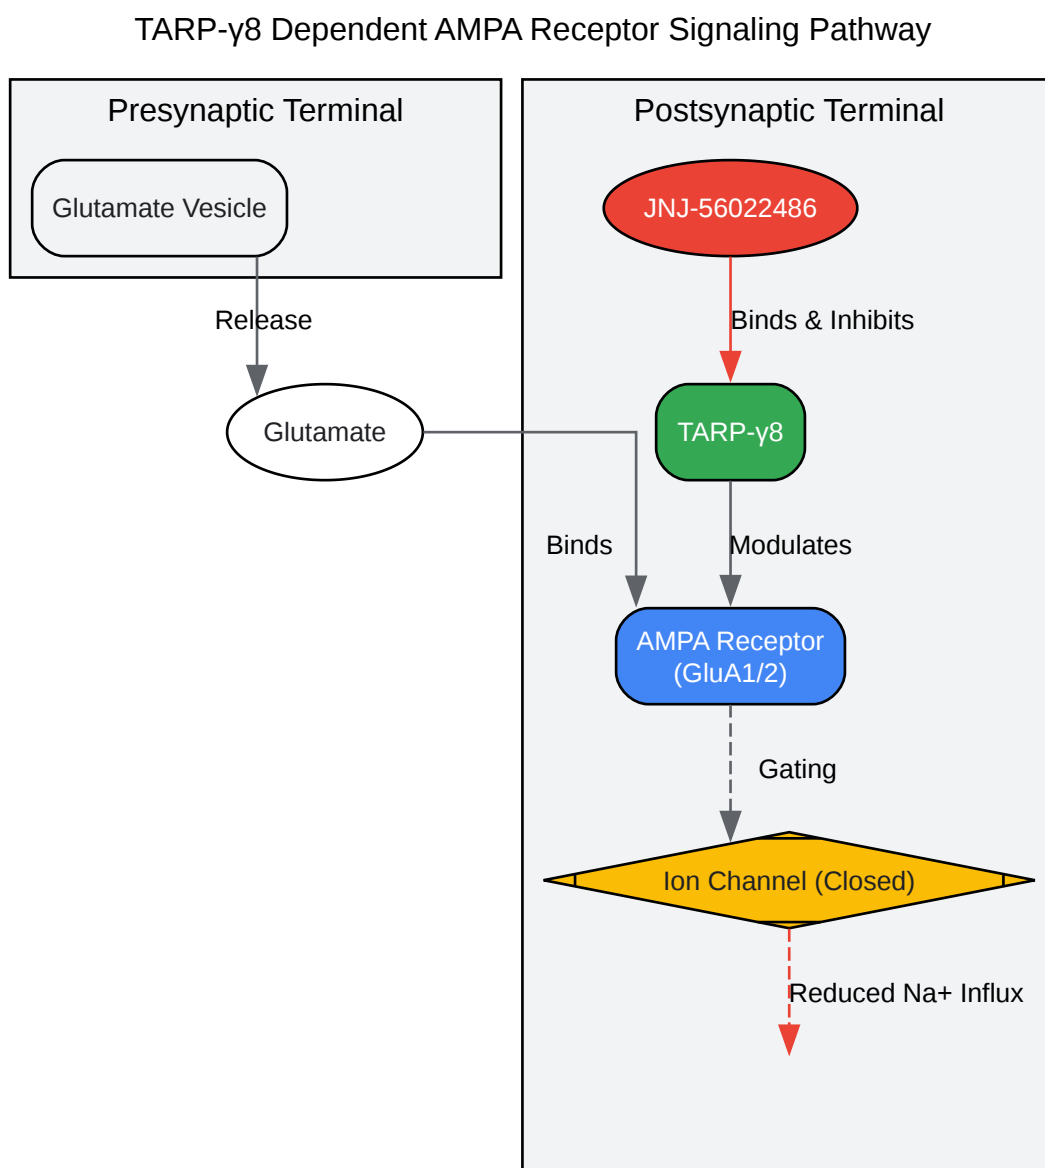 TARP-γ8 Dependent AMPA Receptor Signaling Pathway
Presynaptic Terminal
Postsynaptic Terminal
Glutamate Vesicle
JNJ-56022486
Release
Binds & Inhibits
Glutamate
TARP-γ8
Binds
Modulates
AMPA Receptor
(GluA1/2)
Gating
Ion Channel (Closed)
Reduced Na+ Influx